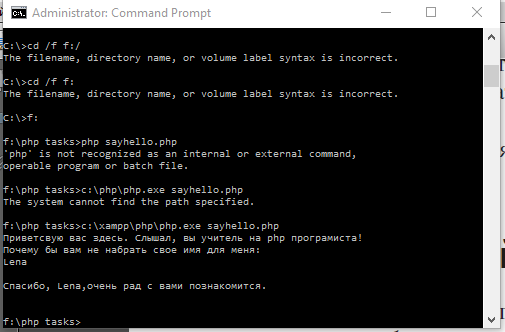 Administrator: Command Prompt
C:\>cd /f f:/
The filename, directory name, or volume label syntax is incorrect.
C:\>cd /f f:
The filename, directory name, or volume label syntax is incorrect.
C:\>f:
f:\php tasks>php sayhello.php
'php' is not recognized as an internal or external command,
operable program or batch file.
f:\php tasks>c:\php\php.exe sayhello.php
The system cannot find the path specified.
f:\php tasks>c:\xampp\php\php.exe sayhello.php
Приветсвую вас здесь. Слышал, вы учитель на php програмиста!
Почему бы вам не набрать свое имя для меня:
Lena
Спасибо, Lena,очень рад с вами познакомится.
f:\php tasks>